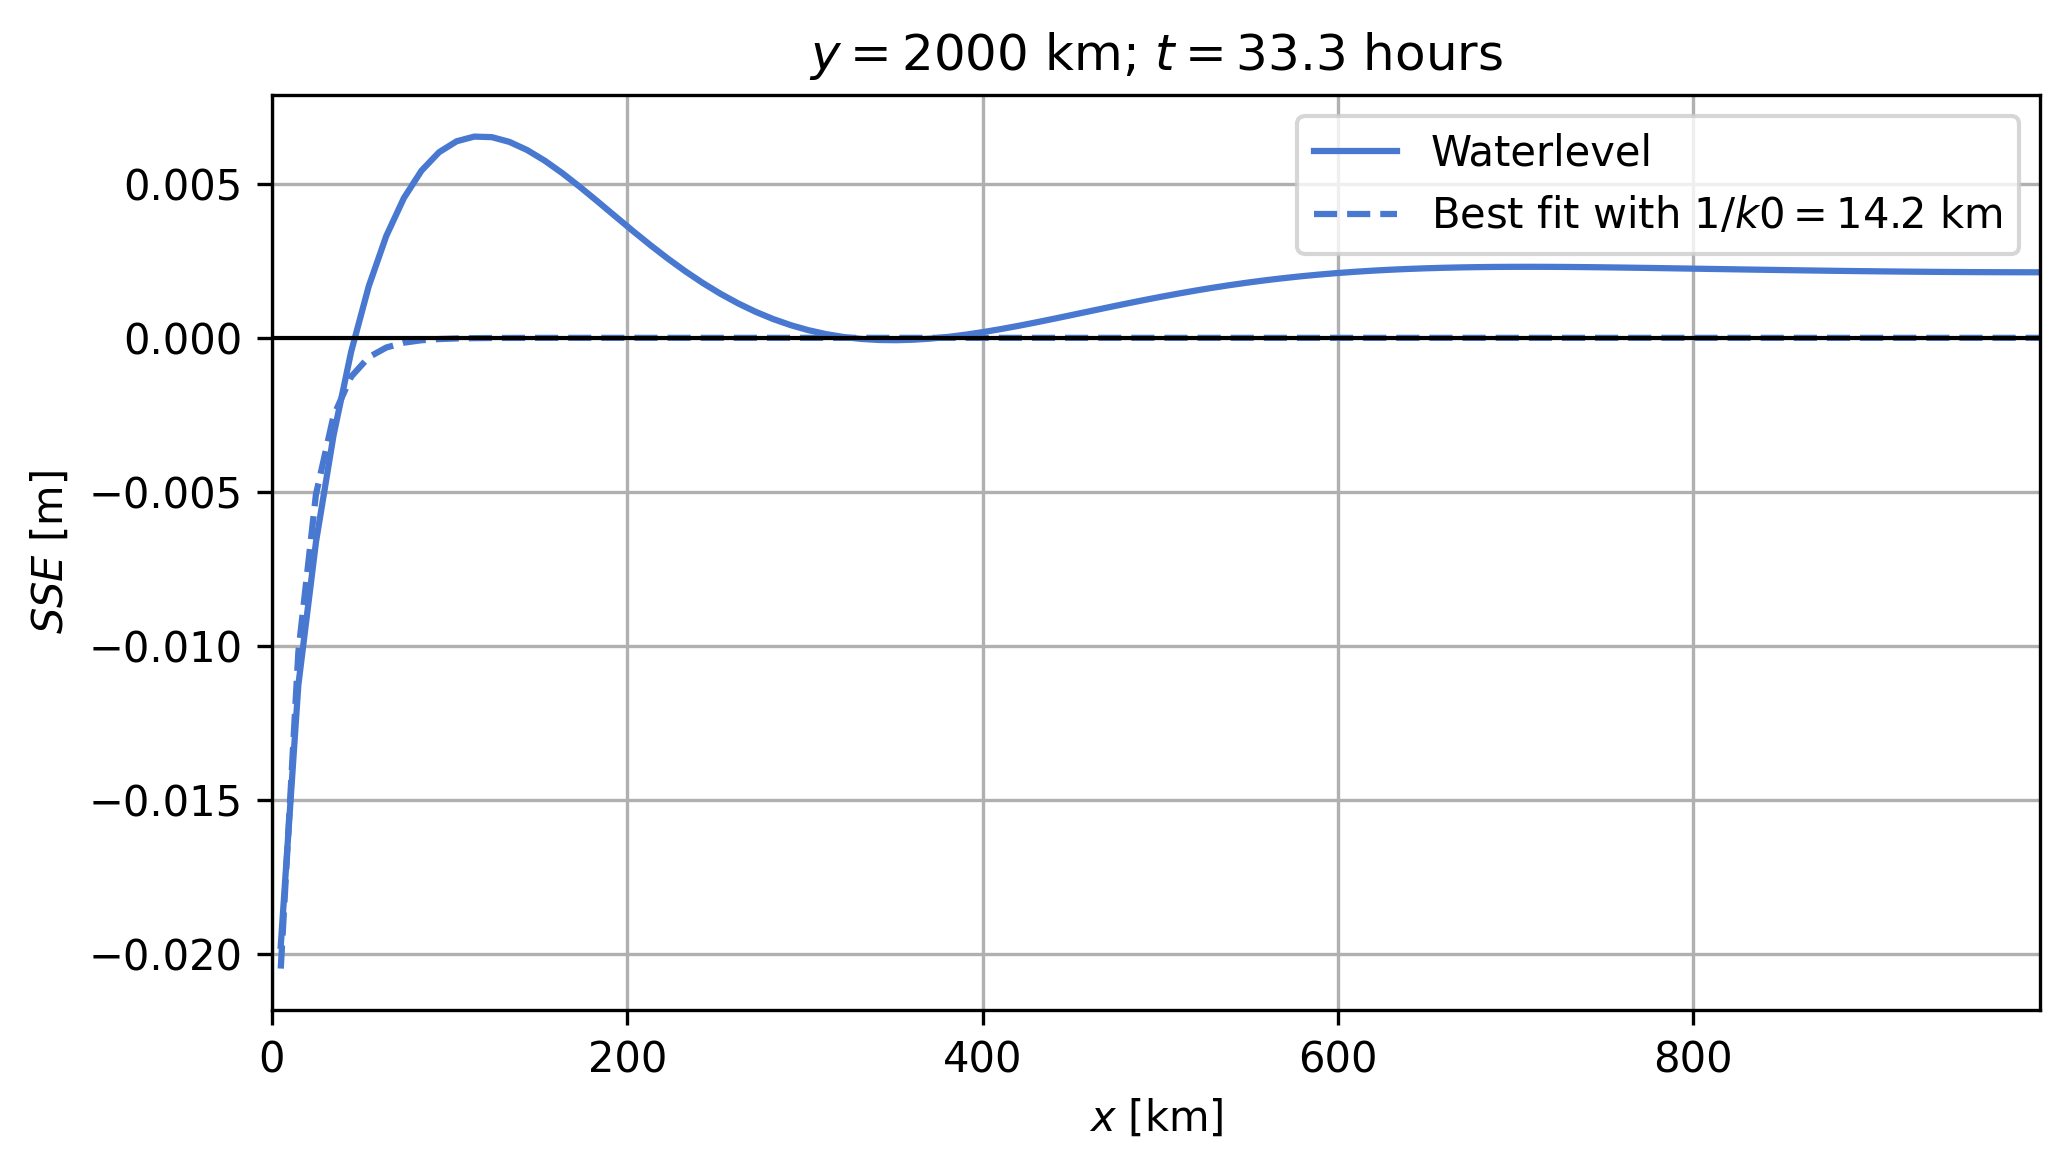 y = 2000 km; t = 33.3 hours
Waterlevel
Best fit with 1/k0 = 14.2 km
0.005
0.000
−0.005
−0.010
−0.015
−0.020
SSE [m]
0 200 400 600 800
x [km]